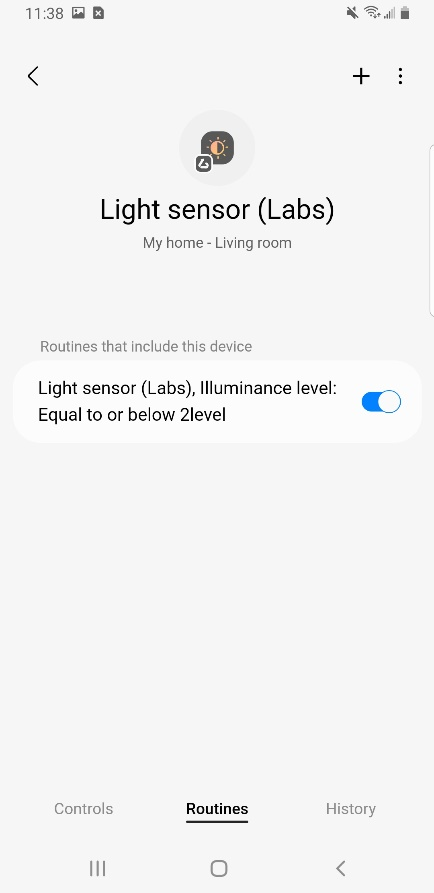 11:38
Light sensor (Labs)
My home - Living room
Routines that include this device
Light sensor (Labs), Illuminance level:
Equal to or below 2level
Controls
Routines
History